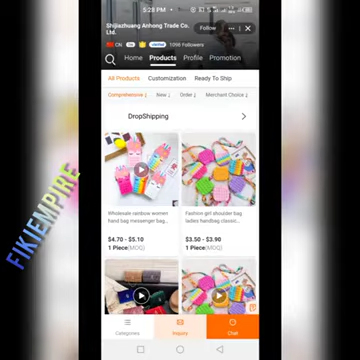 5:28 PM
Shijiazhuang Anhong Trade Co.
Ltd.
Follow
CN
1098 Followers
Home Products Profile Promotion
All Products Customization Ready To Ship
Comprehensive New Order Merchant Choice
DropShipping
Wholesale rainbow women
hand bag messenger bag...
$4.70 - $5.10
1 Piece(MOQ)
Fashion girl shoulder bag
ladies handbag classic...
$3.50 - $3.90
1 Piece(MOQ)
Categories
Inquiry
Chat
FIKIEMPIRE